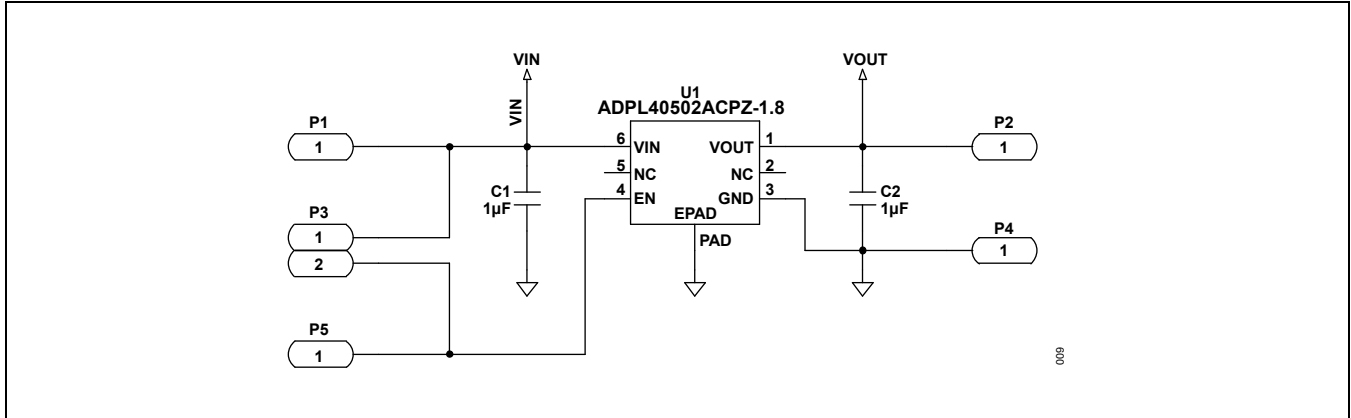 VIN
VOUT
VIN
U1
ADPL40502ACPZ-1.8
P1
1
6 VIN
VOUT 1
P2
1
5 NC
NC 2
4 EN
GND 3
EPAD
PAD
C1
1µF
C2
1µF
P3
1
2
P4
1
P5
1
009